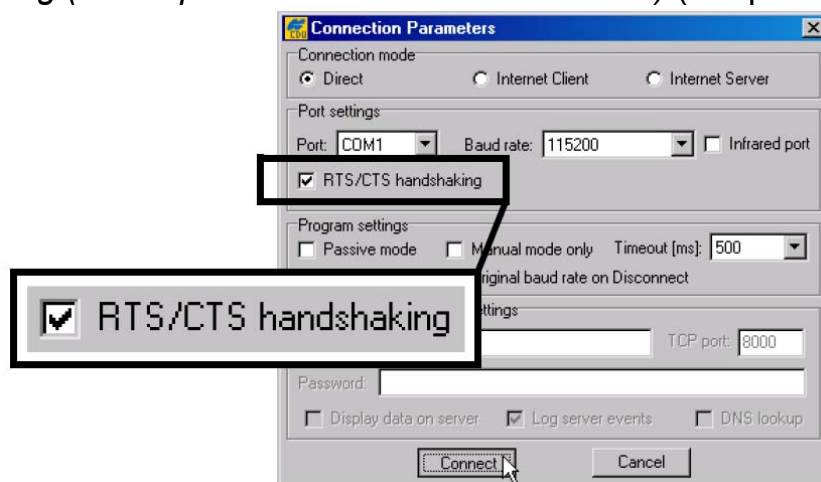 Connection Parameters
Connection mode
Direct Internet Client Internet Server
Port settings
Port: COM1 Baud rate: 115200 Infrared port
RTS/CTS handshaking
Program settings
Passive mode Manual mode only Timeout [ms]: 500
original baud rate on Disconnect
RTS/CTS handshaking
TCP port: 8000
Password:
Display data on server Log server events DNS lookup
Connect Cancel